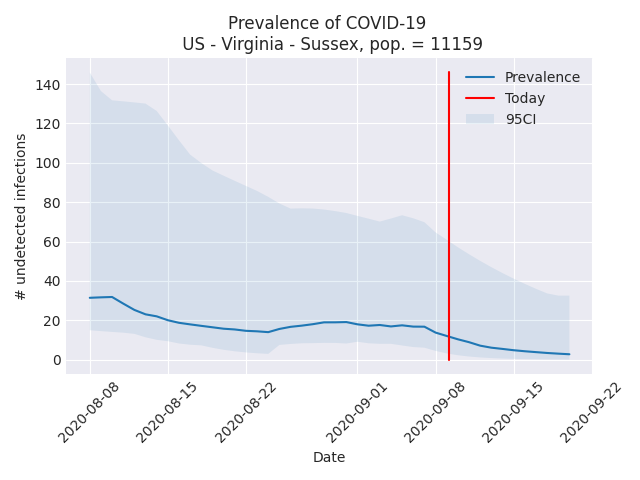 Prevalence of COVID-19
US - Virginia - Sussex, pop. = 11159
Prevalence
Today
95CI
# undetected infections
140
120
100
80
60
40
20
0
2020-08-08
2020-08-15
2020-08-22
2020-09-01
2020-09-08
2020-09-15
2020-09-22
Date